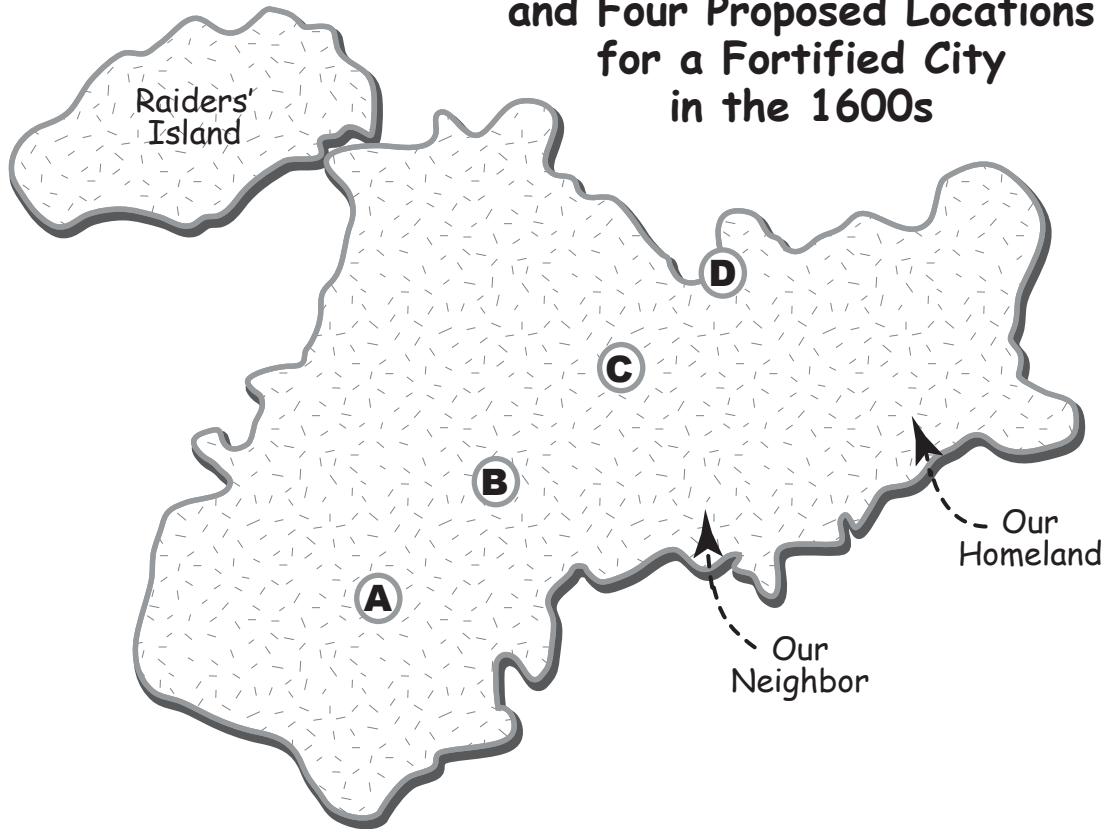 and Four Proposed Locations
for a Fortified City
in the 1600s
Raiders'
Island
D
C
B
A
Our
Homeland
Our
Neighbor